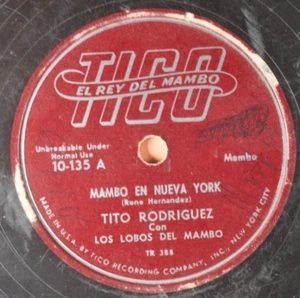 TICO
EL REY DEL MAMBO
Unbreakable Under
Normal Use
10-135 A
Mambo
MAMBO EN NUEVA YORK
(Rene Hernandez)
TITO RODRIGUEZ
Con
LOS LOBOS DEL MAMBO
TR 388
MADE IN U.S.A. BY TICO RECORDING COMPANY, INC., NEW YORK CITY